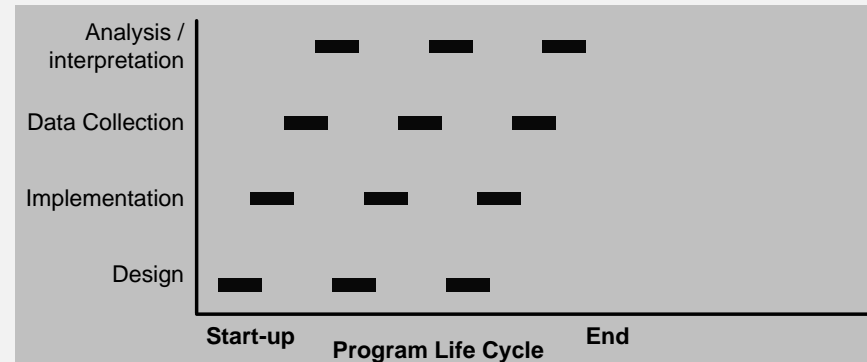 Analysis /
interpretation
Data Collection
Implementation
Design
Start-up
Program Life Cycle
End